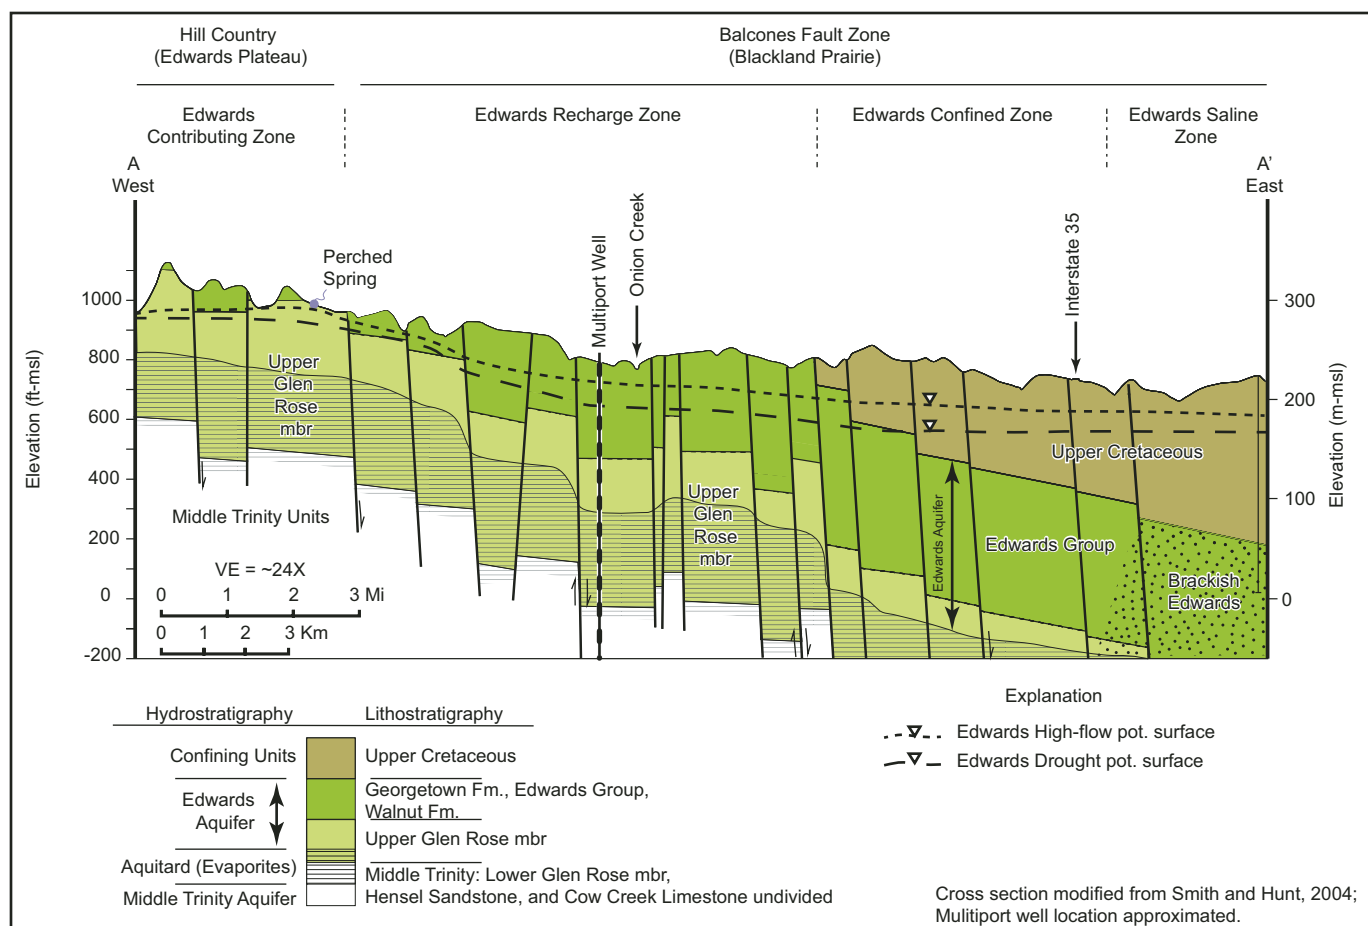 Hill Country
(Edwards Plateau)
Balcones Fault Zone
(Blackland Prairie)
Edwards
Contributing Zone
Edwards Recharge Zone
Edwards Confined Zone
Edwards Saline
Zone
A
West
A'
East
Perched
Spring
Multiport Well
Onion Creek
Interstate 35
Elevation (ft-msl)
1000
800
600
400
200
0
-200
Elevation (m-msl)
300
200
100
0
Upper
Glen
Rose
mbr
Upper
Glen
Rose
mbr
Middle Trinity Units
Upper Cretaceous
Edwards Aquifer
Edwards Group
Brackish
Edwards
VE = ~24X
0 1 2 3 Mi
0 1 2 3 Km
Hydrostratigraphy
Lithostratigraphy
Confining Units
Upper Cretaceous
Edwards
Aquifer
Georgetown Fm., Edwards Group,
Walnut Fm.
Upper Glen Rose mbr
Aquitard (Evaporites)
Middle Trinity: Lower Glen Rose mbr,
Middle Trinity Aquifer
Hensel Sandstone, and Cow Creek Limestone undivided
Explanation
Edwards High-flow pot. surface
Edwards Drought pot. surface
Cross section modified from Smith and Hunt, 2004;
Mulitiport well location approximated.